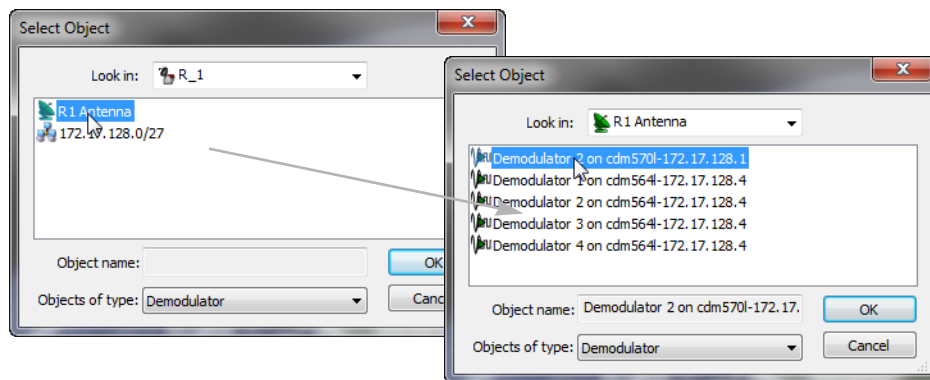 Select Object
Look in: R_1
R1 Antenna
172.17.128.0/27
Object name:
OK
Objects of type: Demodulator
Select Object
Look in: R1 Antenna
Demodulator 2 on cdm570l-172.17.128.1
Demodulator 1 on cdm564l-172.17.128.4
Demodulator 2 on cdm564l-172.17.128.4
Demodulator 3 on cdm564l-172.17.128.4
Demodulator 4 on cdm564l-172.17.128.4
Object name: Demodulator 2 on cdm570l-172.17.
OK
Objects of type: Demodulator
Cancel